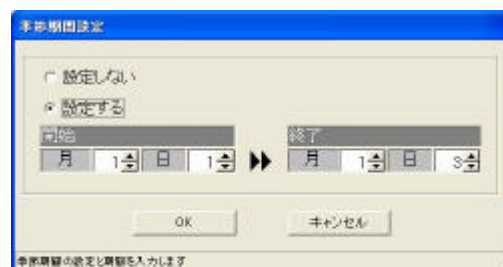 季節期間設定
設定しない
設定する
開始
終了
月 1 日 1 月 1 日 3
OK キャンセル
季節期間の設定と期間を入力します